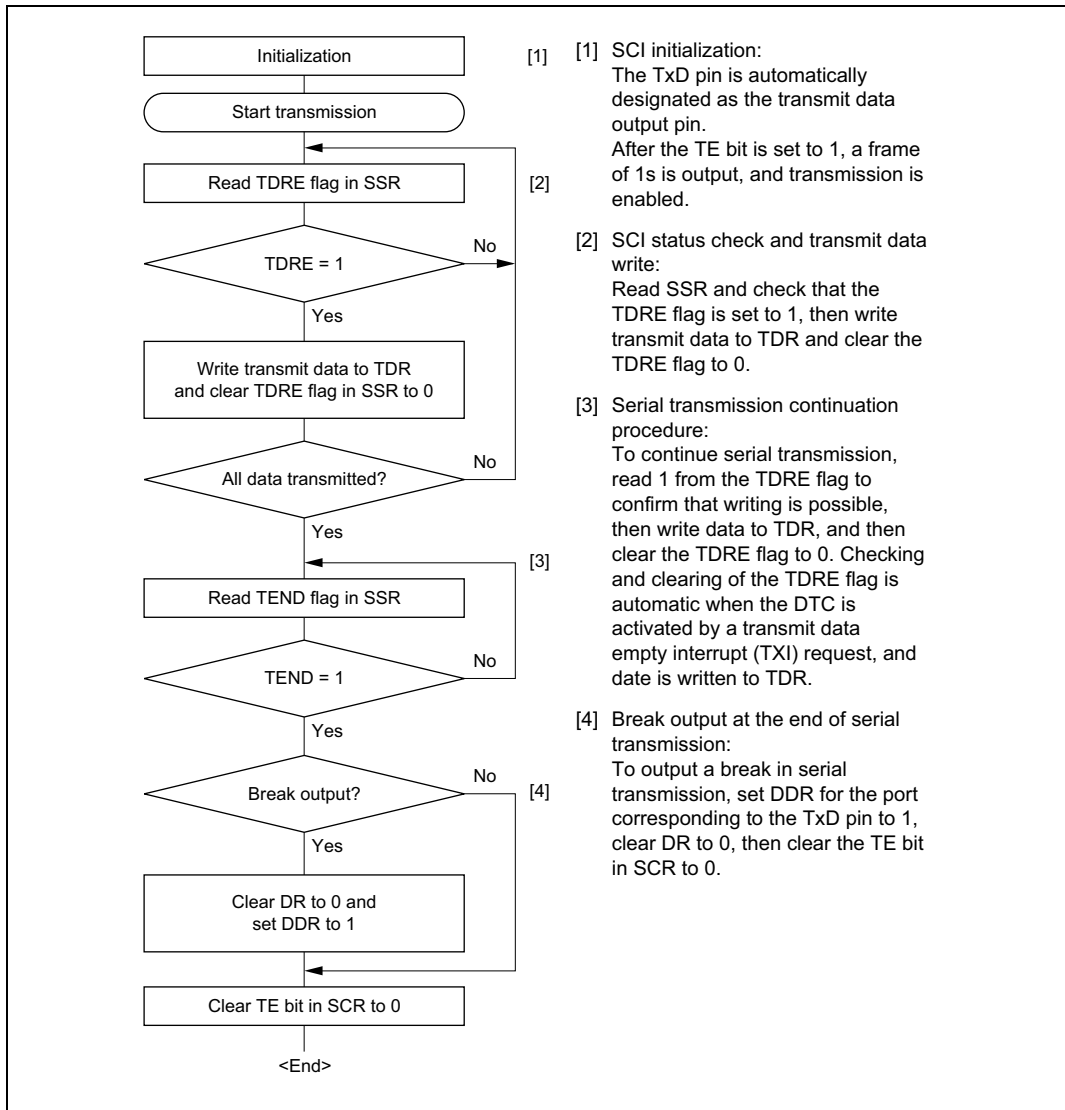 Initialization
[1]
Start transmission
Read TDRE flag in SSR
[2]
No
TDRE = 1
Yes
Write transmit data to TDR
and clear TDRE flag in SSR to 0
No
All data transmitted?
Yes
[3]
Read TEND flag in SSR
No
TEND = 1
Yes
No
[4]
Break output?
Yes
Clear DR to 0 and
set DDR to 1
Clear TE bit in SCR to 0
<End>
[1] SCI initialization:
The TxD pin is automatically
designated as the transmit data
output pin.
After the TE bit is set to 1, a frame
of 1s is output, and transmission is
enabled.
[2] SCI status check and transmit data
write:
Read SSR and check that the
TDRE flag is set to 1, then write
transmit data to TDR and clear the
TDRE flag to 0.
[3] Serial transmission continuation
procedure:
To continue serial transmission,
read 1 from the TDRE flag to
confirm that writing is possible,
then write data to TDR, and then
clear the TDRE flag to 0. Checking
and clearing of the TDRE flag is
automatic when the DTC is
activated by a transmit data
empty interrupt (TXI) request, and
date is written to TDR.
[4] Break output at the end of serial
transmission:
To output a break in serial
transmission, set DDR for the port
corresponding to the TxD pin to 1,
clear DR to 0, then clear the TE bit
in SCR to 0.